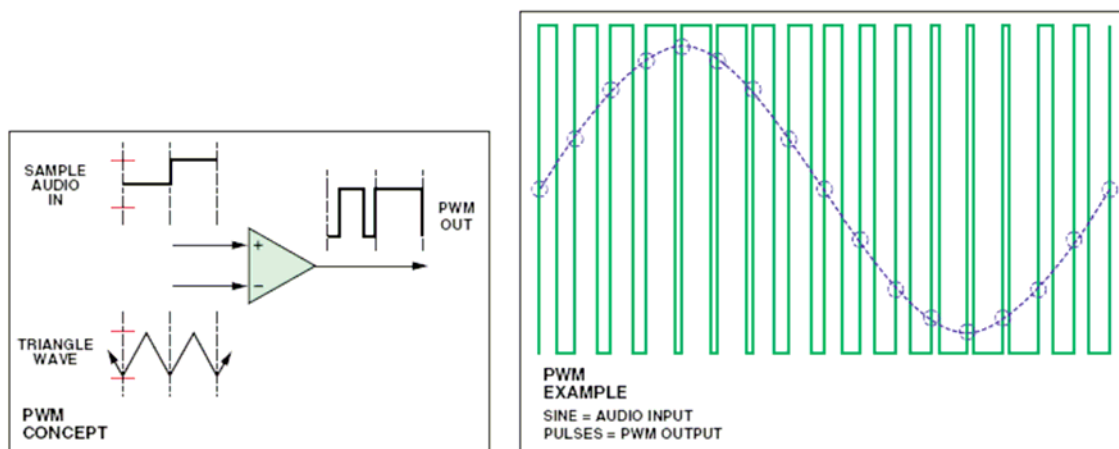 SAMPLE
AUDIO
IN
PWM
OUT
+
−
TRIANGLE
WAVE
PWM
CONCEPT
PWM
EXAMPLE
SINE = AUDIO INPUT
PULSES = PWM OUTPUT